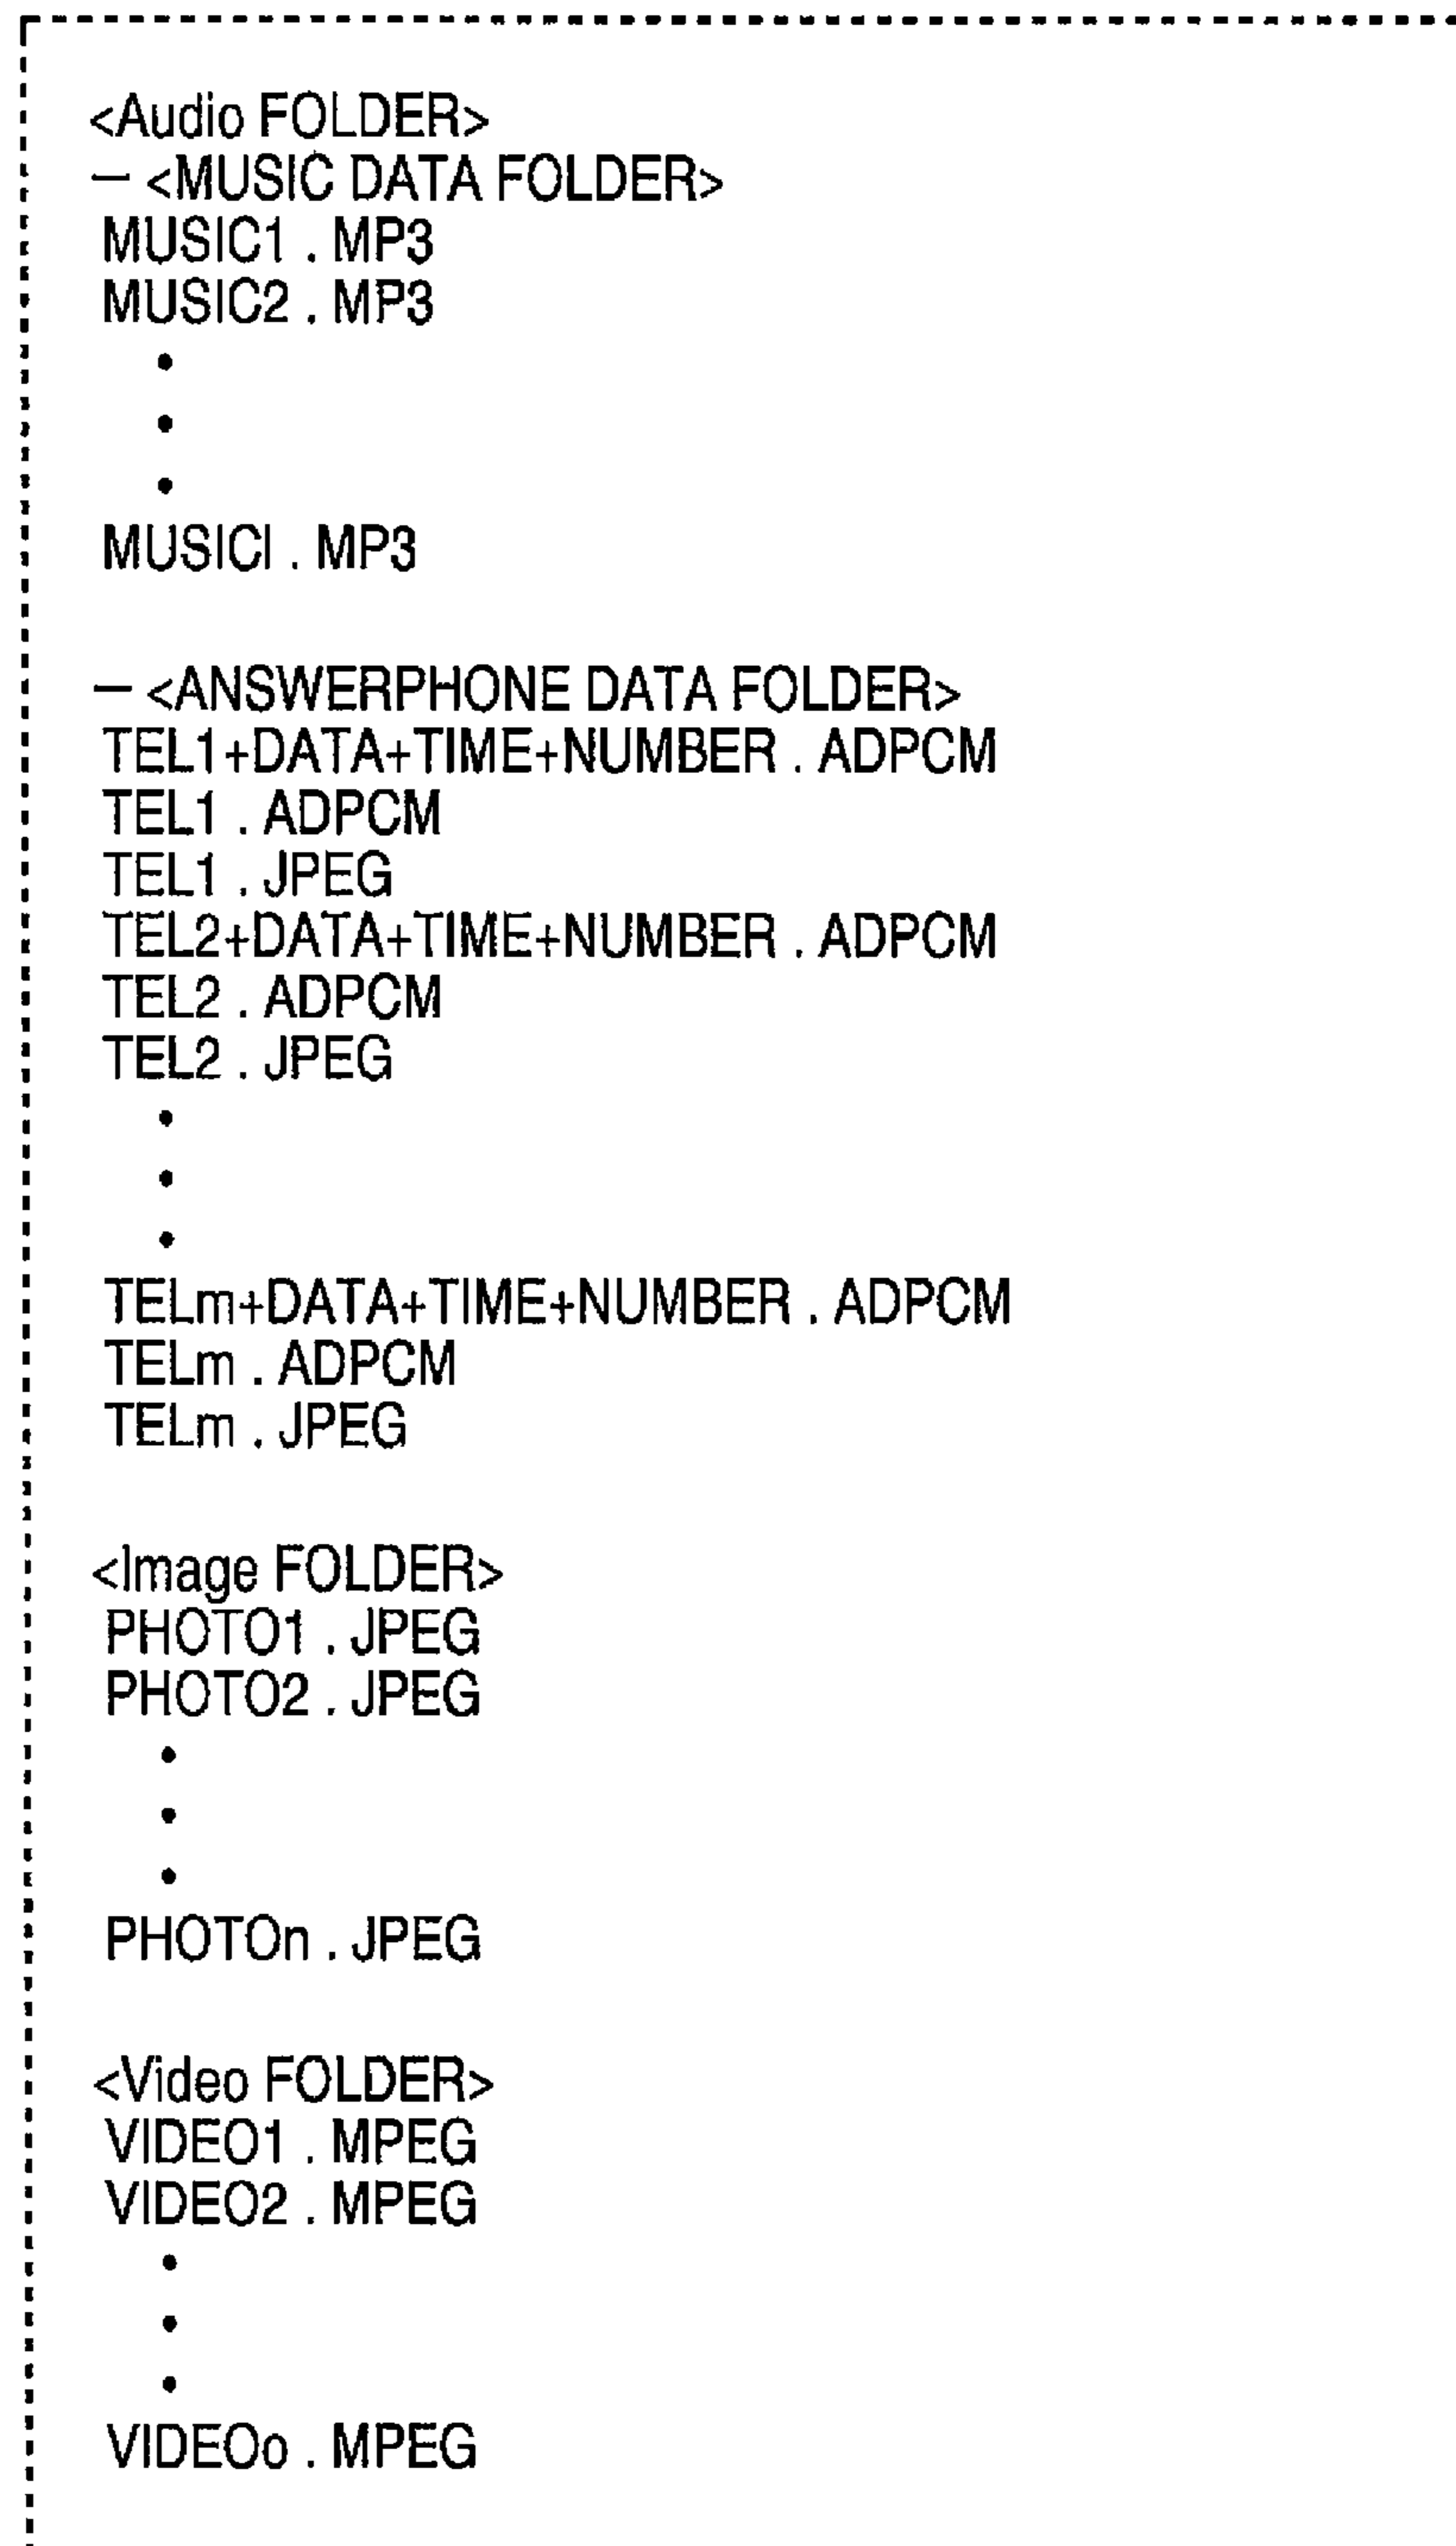 <Audio FOLDER>
— <MUSIC DATA FOLDER>
MUSIC1 . MP3
MUSIC2 . MP3
•
•
•
MUSICl . MP3
— <ANSWERPHONE DATA FOLDER>
TEL1+DATA+TIME+NUMBER . ADPCM
TEL1 . ADPCM
TEL1 . JPEG
TEL2+DATA+TIME+NUMBER . ADPCM
TEL2 . ADPCM
TEL2 . JPEG
•
•
•
TELm+DATA+TIME+NUMBER . ADPCM
TELm . ADPCM
TELm . JPEG
<Image FOLDER>
PHOTO1 . JPEG
PHOTO2 . JPEG
•
•
•
PHOTOn . JPEG
<Video FOLDER>
VIDEO1 . MPEG
VIDEO2 . MPEG
•
•
•
VIDEOo . MPEG